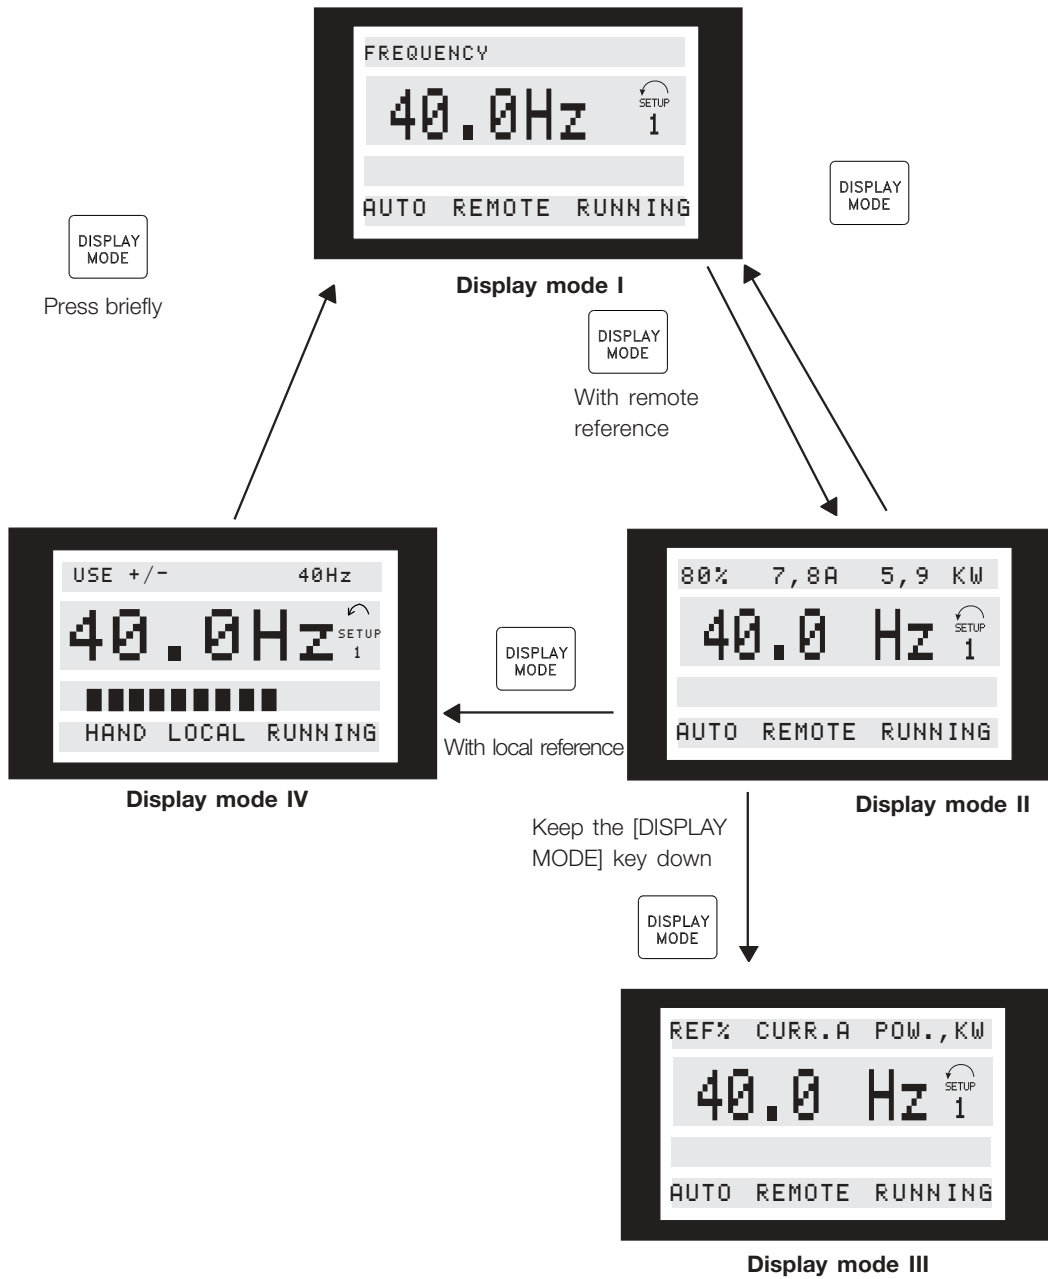 FREQUENCY
40.0Hz
SETUP
1
AUTO REMOTE RUNNING
Display mode I
DISPLAY
MODE
Press briefly
DISPLAY
MODE
DISPLAY
MODE
With remote
reference
USE +/-
40Hz
40.0Hz
SETUP
1
HAND LOCAL RUNNING
Display mode IV
DISPLAY
MODE
With local reference
80% 7,8A 5,9 KW
40.0 Hz
SETUP
1
AUTO REMOTE RUNNING
Display mode II
Keep the [DISPLAY
MODE] key down
DISPLAY
MODE
REF% CURR.A POW.,KW
40.0 Hz
SETUP
1
AUTO REMOTE RUNNING
Display mode III